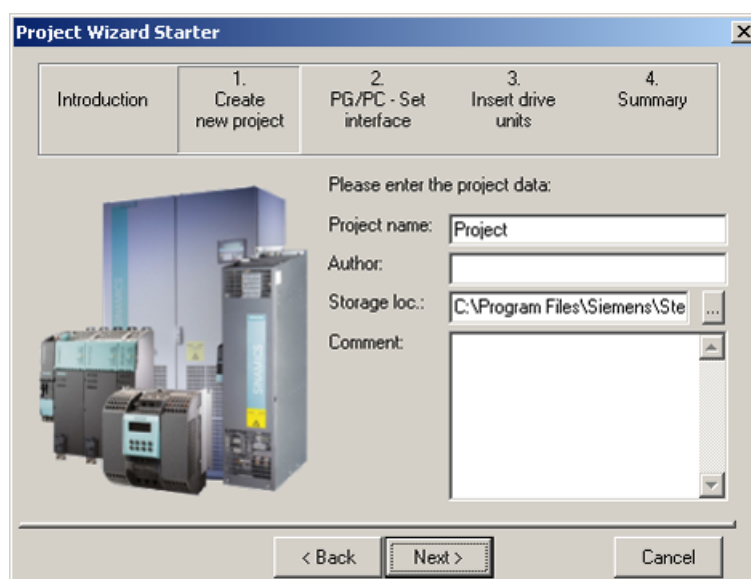 Project Wizard Starter
Introduction
1.
Create
new project
2.
PG/PC - Set
interface
3.
Insert drive
units
4.
Summary
Please enter the project data:
Project name: Project
Author:
Storage loc.: C:\Program Files\Siemens\Ste ...
Comment:
SINAMICS
SINAMICS
< Back Next > Cancel